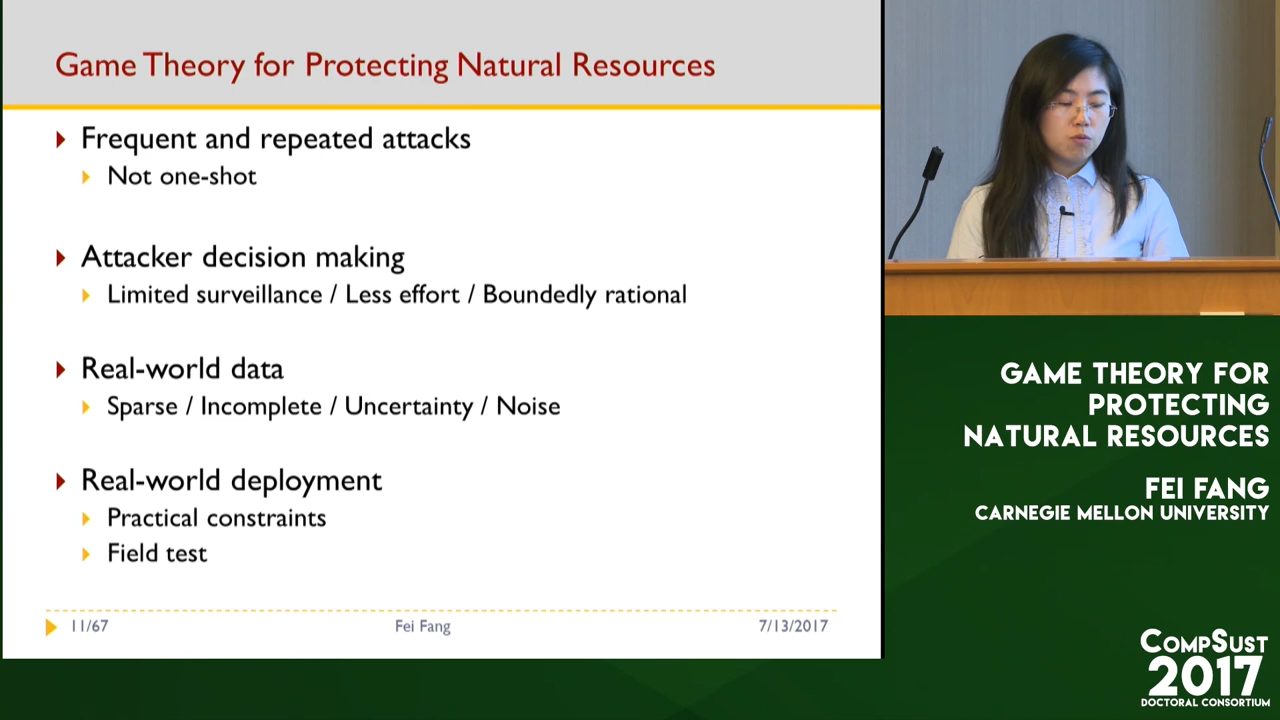 Game Theory for Protecting Natural Resources
Frequent and repeated attacks
Not one-shot
Attacker decision making
Limited surveillance / Less effort / Boundedly rational
Real-world data
Sparse / Incomplete / Uncertainty / Noise
Real-world deployment
Practical constraints
Field test
11/67
Fei Fang
7/13/2017
GAME THEORY FOR
PROTECTING
NATURAL RESOURCES
FEI FANG
CARNEGIE MELLON UNIVERSITY
COMPSUST
2017
DOCTORAL CONSORTIUM